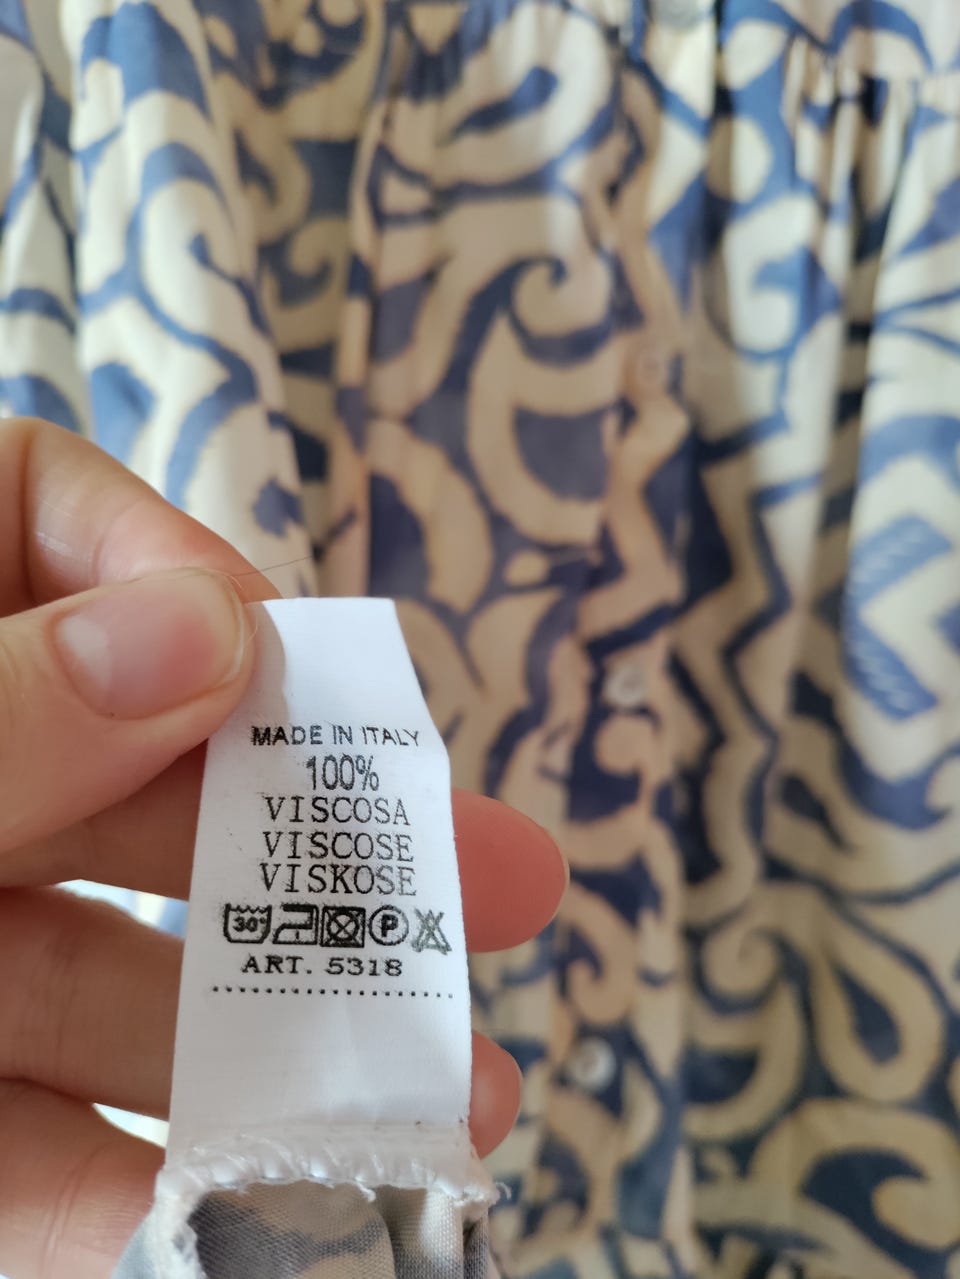 MADE IN ITALY
100%
VISCOSA
VISCOSE
VISKOSE
30° P
ART. 5318